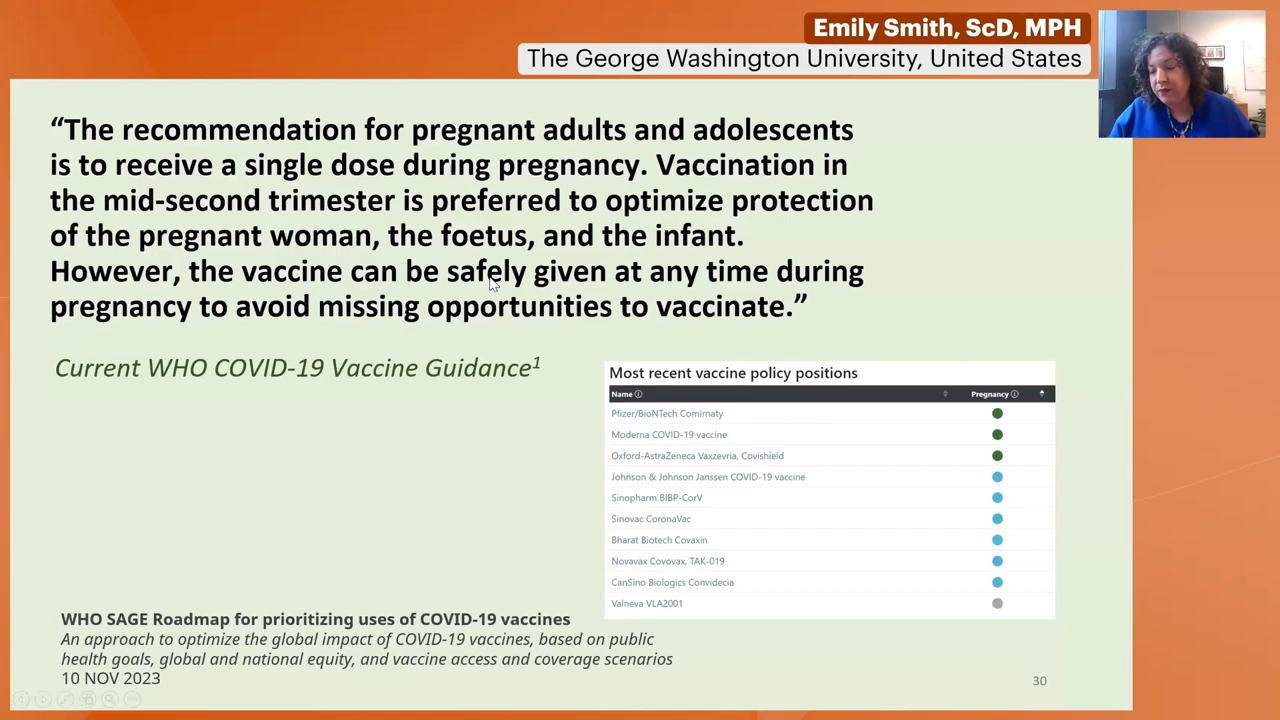 Emily Smith, ScD, MPH
The George Washington University, United States
“The recommendation for pregnant adults and adolescents
is to receive a single dose during pregnancy. Vaccination in
the mid-second trimester is preferred to optimize protection
of the pregnant woman, the foetus, and the infant.
However, the vaccine can be safely given at any time during
pregnancy to avoid missing opportunities to vaccinate.”
Current WHO COVID-19 Vaccine Guidance¹
Most recent vaccine policy positions
Name Pregnancy
Pfizer/BioNTech Comirnaty
Moderna COVID-19 vaccine
Oxford-AstraZeneca Vaxzevria, Covishield
Johnson & Johnson Janssen COVID-19 vaccine
Sinopharm BIBP-CorV
Sinovac CoronaVac
Bharat Biotech Covaxin
Novavax Covovax, TAK-019
CanSino Biologics Convidecia
Valneva VLA2001
WHO SAGE Roadmap for prioritizing uses of COVID-19 vaccines
An approach to optimize the global impact of COVID-19 vaccines, based on public
health goals, global and national equity, and vaccine access and coverage scenarios
10 NOV 2023
30